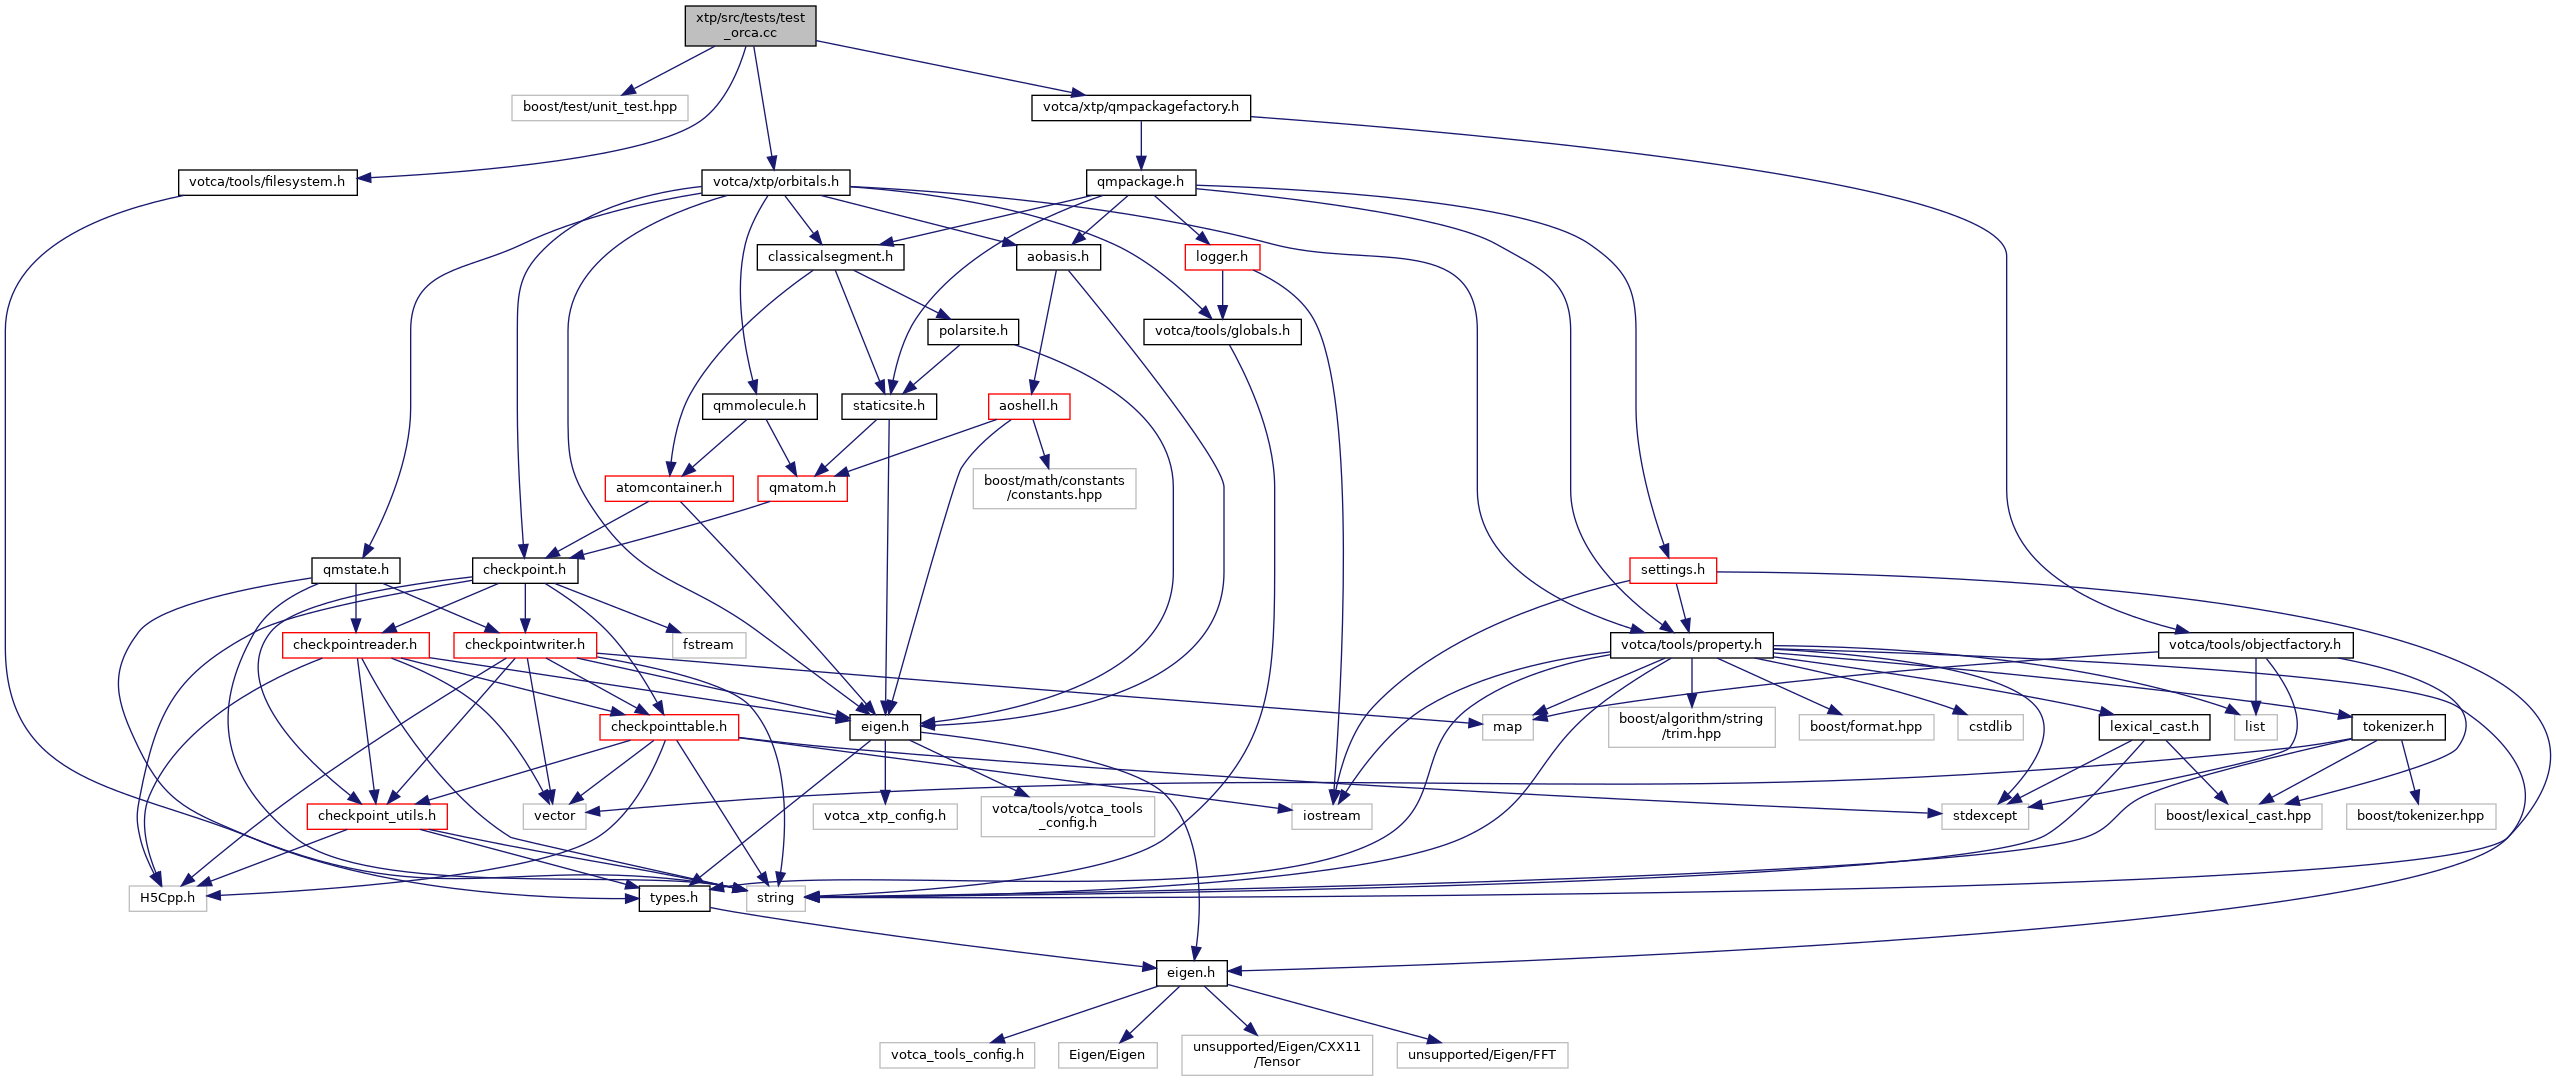 xtp/src/tests/test
_orca.cc
boost/test/unit_test.hpp
votca/xtp/qmpackagefactory.h
votca/tools/filesystem.h
votca/xtp/orbitals.h
qmpackage.h
classicalsegment.h
aobasis.h
logger.h
polarsite.h
votca/tools/globals.h
qmmolecule.h
staticsite.h
aoshell.h
atomcontainer.h
qmatom.h
boost/math/constants
/constants.hpp
qmstate.h
checkpoint.h
settings.h
checkpointreader.h
checkpointwriter.h
fstream
votca/tools/property.h
votca/tools/objectfactory.h
checkpointtable.h
eigen.h
map
boost/algorithm/string
/trim.hpp
boost/format.hpp
cstdlib
lexical_cast.h
list
tokenizer.h
checkpoint_utils.h
vector
votca_xtp_config.h
votca/tools/votca_tools
_config.h
iostream
stdexcept
boost/lexical_cast.hpp
boost/tokenizer.hpp
H5Cpp.h
types.h
string
eigen.h
votca_tools_config.h
Eigen/Eigen
unsupported/Eigen/CXX11
/Tensor
unsupported/Eigen/FFT